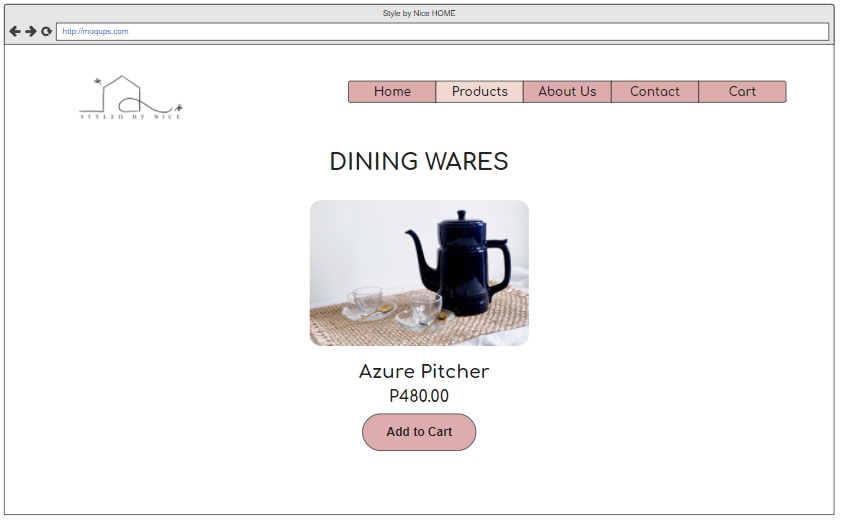 Style by Nice HOME
http://moqups.com
STYLED BY NICE
Home Products About Us Contact Cart
DINING WARES
Azure Pitcher
P480.00
Add to Cart